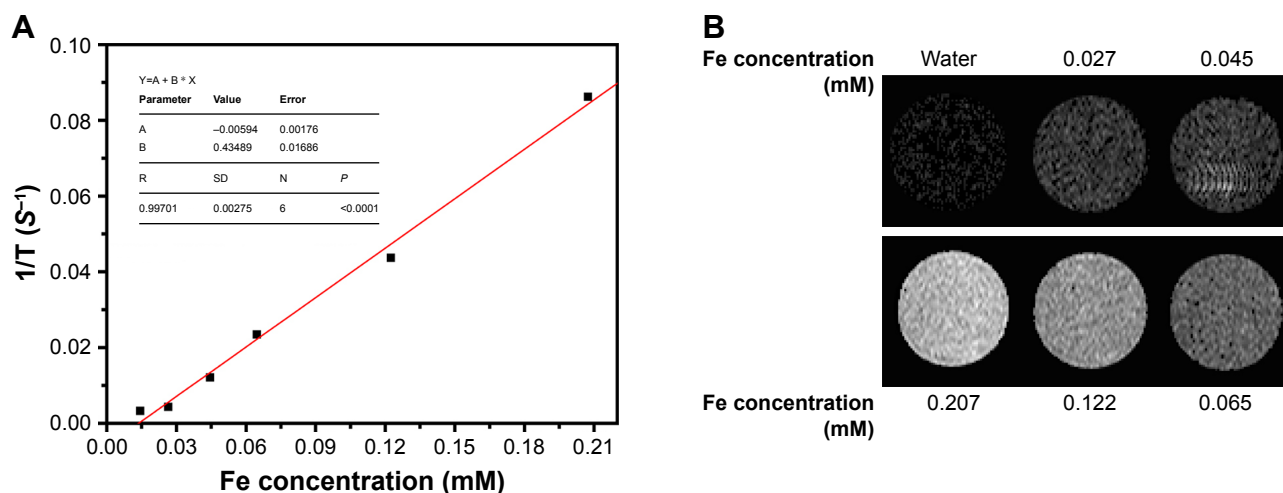 A
0.10
0.08
0.06
0.04
0.02
0.00
1/T (S⁻¹)
Y=A + B * X
Parameter Value Error
A –0.00594 0.00176
B 0.43489 0.01686
R SD N P
0.99701 0.00275 6 <0.0001
0.00 0.03 0.06 0.09 0.12 0.15 0.18 0.21
Fe concentration (mM)
B
Fe concentration Water 0.027 0.045
(mM)
Fe concentration 0.207 0.122 0.065
(mM)